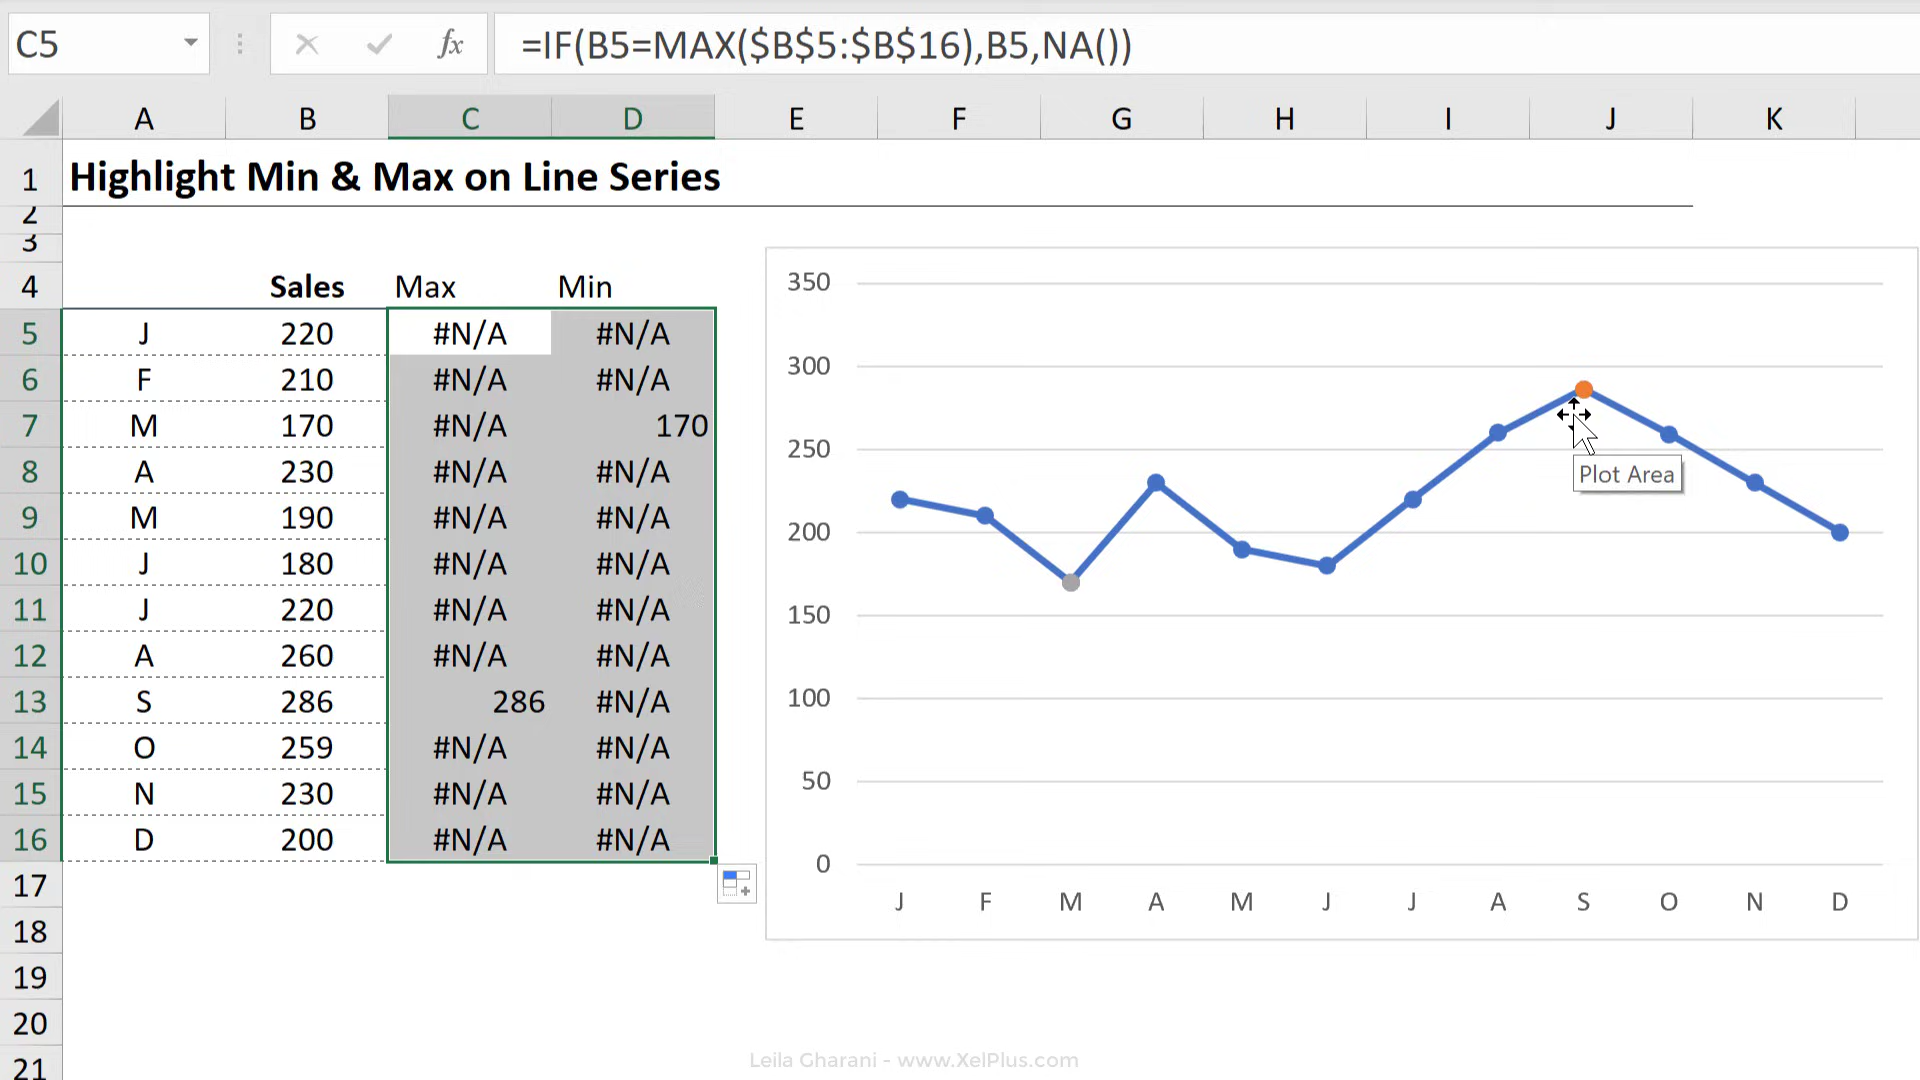 C5 fx =IF(B5=MAX($B$5:$B$16),B5,NA())
A B C D E F G H I J K
1 Highlight Min & Max on Line Series
2
3
4 Sales Max Min
5 J 220 #N/A #N/A
6 F 210 #N/A #N/A
7 M 170 #N/A 170
8 A 230 #N/A #N/A
9 M 190 #N/A #N/A
10 J 180 #N/A #N/A
11 J 220 #N/A #N/A
12 A 260 #N/A #N/A
13 S 286 286 #N/A
14 O 259 #N/A #N/A
15 N 230 #N/A #N/A
16 D 200 #N/A #N/A
17
18
19
20
21
350
300
250
200
150
100
50
0
J F M A M J J A S O N D
Plot Area
Leila Gharani - www.XelPlus.com